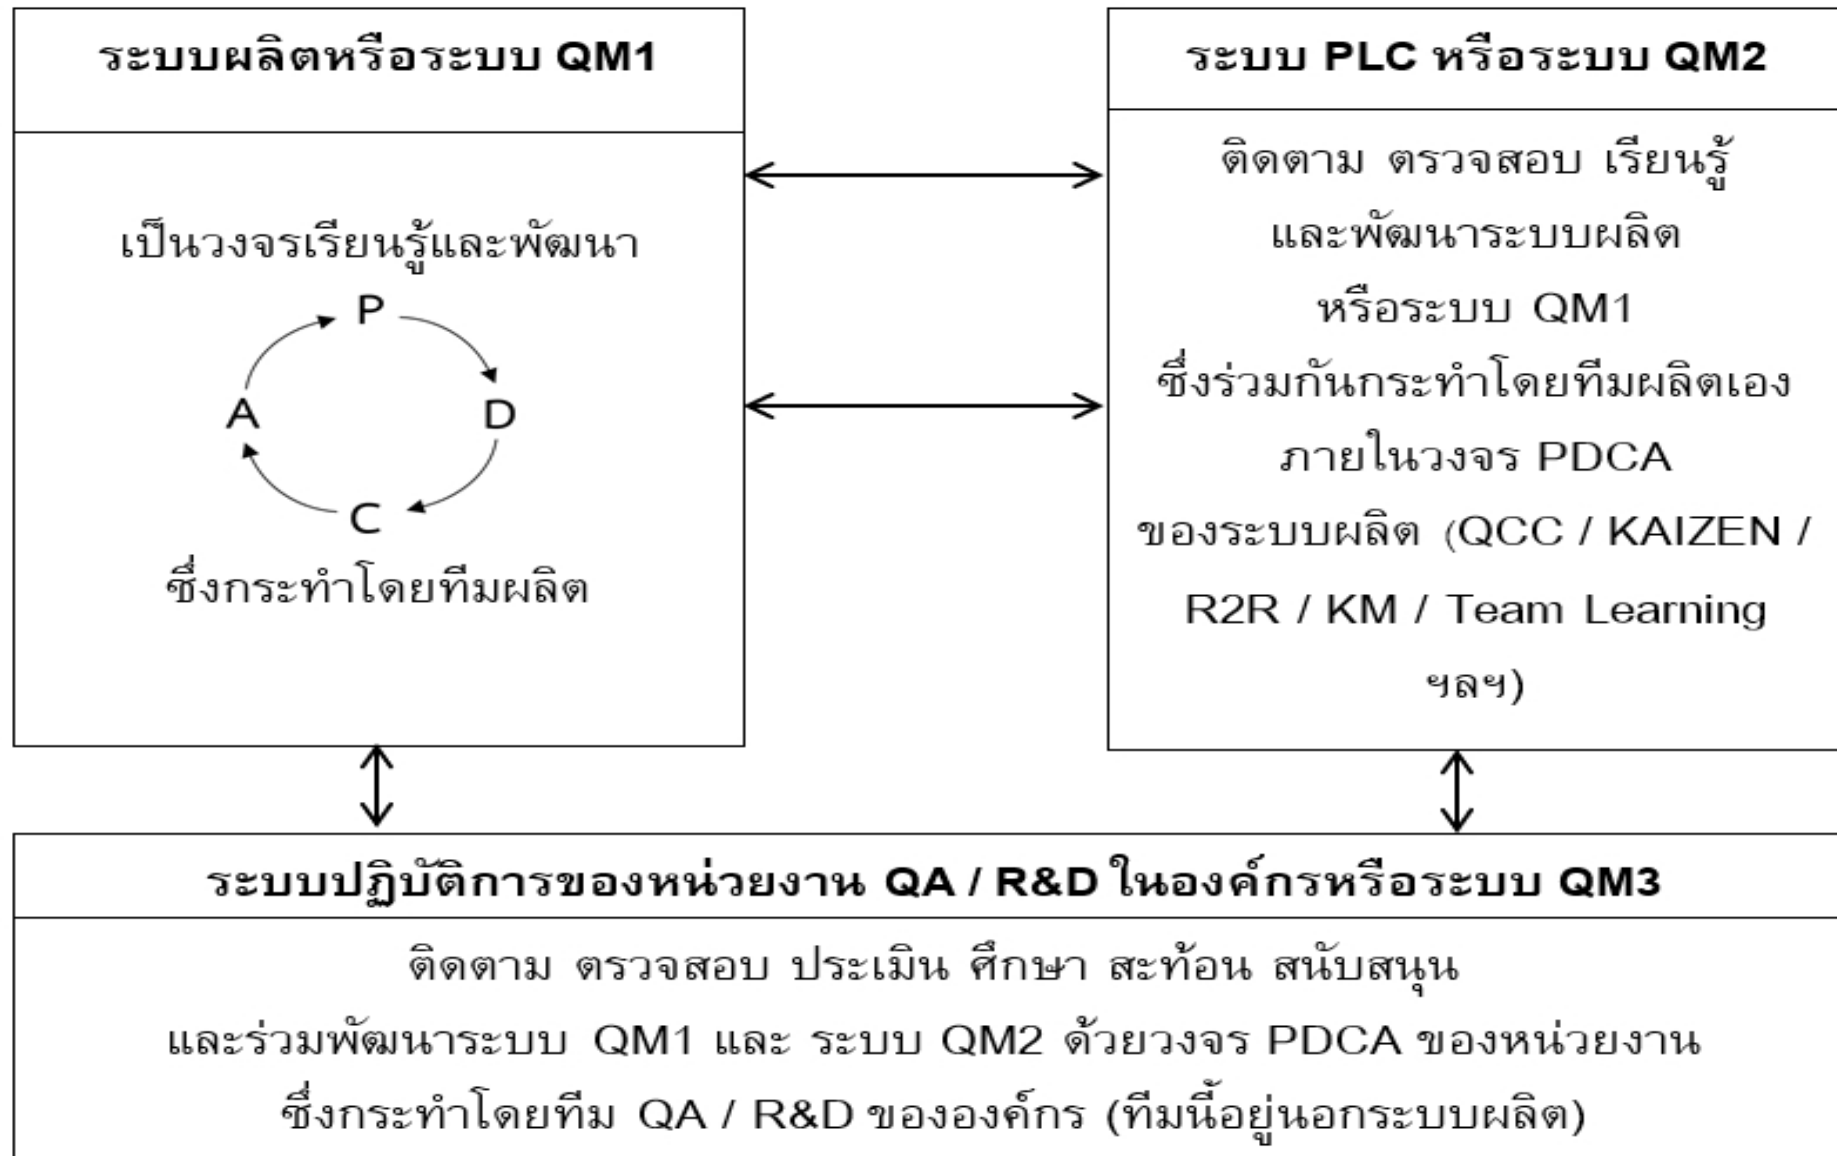 ระบบผลิตหรือระบบ QM1
เป็นวงจรเรียนรู้และพัฒนา
P
A
D
C
ซึ่งกระทำโดยทีมผลิต
ระบบ PLC หรือระบบ QM2
ติดตาม ตรวจสอบ เรียนรู้
และพัฒนาระบบผลิต
หรือระบบ QM1
ซึ่งร่วมกันกระทำโดยทีมผลิตเอง
ภายในวงจร PDCA
ของระบบผลิต (QCC / KAIZEN /
R2R / KM / Team Learning
ฯลฯ)
ระบบปฏิบัติการของหน่วยงาน QA / R&D ในองค์กรหรือระบบ QM3
ติดตาม ตรวจสอบ ประเมิน ศึกษา สะท้อน สนับสนุน
และร่วมพัฒนาระบบ QM1 และ ระบบ QM2 ด้วยวงจร PDCA ของหน่วยงาน
ซึ่งกระทำโดยทีม QA / R&D ขององค์กร (ทีมนี้อยู่นอกระบบผลิต)